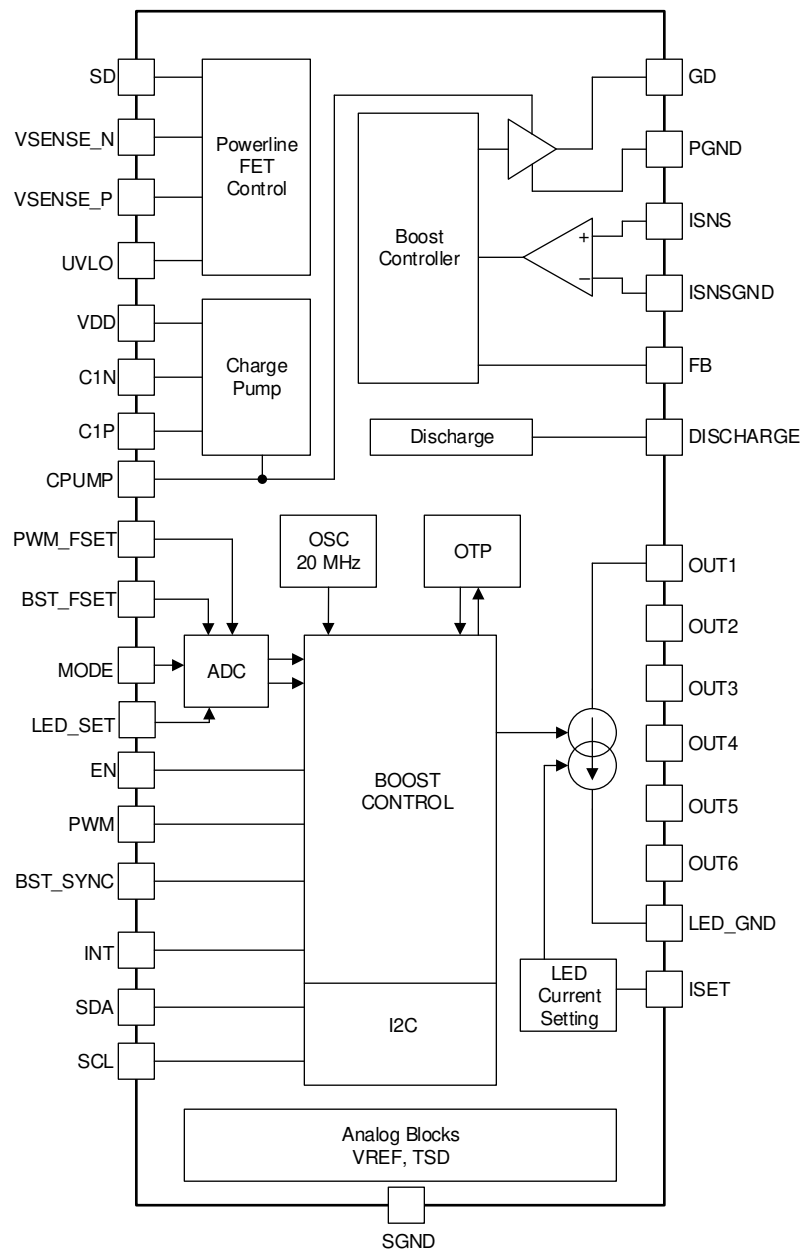 SD
VSENSE_N
VSENSE_P
UVLO
Powerline
FET
Control
VDD
C1N
C1P
CPUMP
Charge
Pump
Boost
Controller
+
−
GD
PGND
ISNS
ISNSGND
FB
Discharge
DISCHARGE
PWM_FSET
BST_FSET
MODE
LED_SET
ADC
OSC
20 MHz
OTP
EN
PWM
BST_SYNC
INT
SDA
SCL
BOOST
CONTROL
I2C
OUT1
OUT2
OUT3
OUT4
OUT5
OUT6
LED_GND
ISET
LED
Current
Setting
Analog Blocks
VREF, TSD
SGND